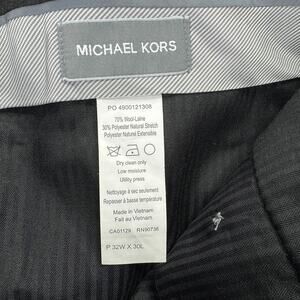 MICHAEL KORS
PO 4900121308
70% Wool-Laine
30% Polyester Natural Stretch
Polyester Naturel Extensible
Dry clean only
Low moisture
Utility press
Nettoyage à sec seulement
Repasser à basse température
Made in Vietnam
Fait au Vietnam
CA01129 RN90736
P 32W X 30L